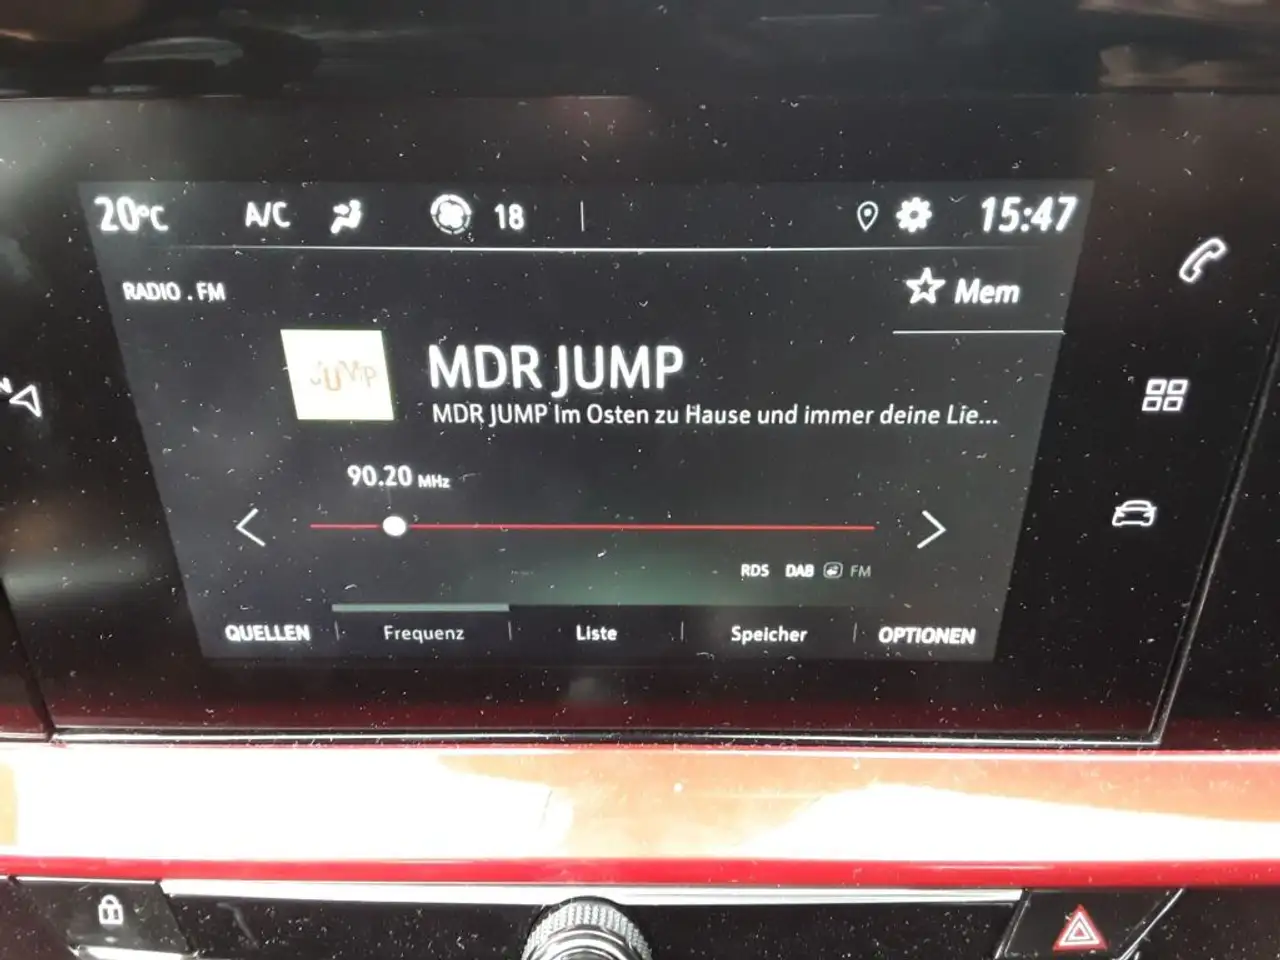 20°C A/C 18 15:47
RADIO . FM
Mem
JUMP
MDR JUMP
MDR JUMP Im Osten zu Hause und immer deine Lie...
N
90.20 MHz
RDS DAB FM
QUELLEN Frequenz Liste Speicher OPTIONEN